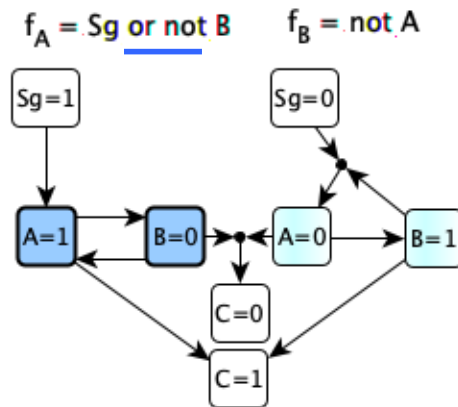 f_A = Sg or not B
f_B = not A
Sg=1
Sg=0
A=1
B=0
A=0
B=1
C=0
C=1